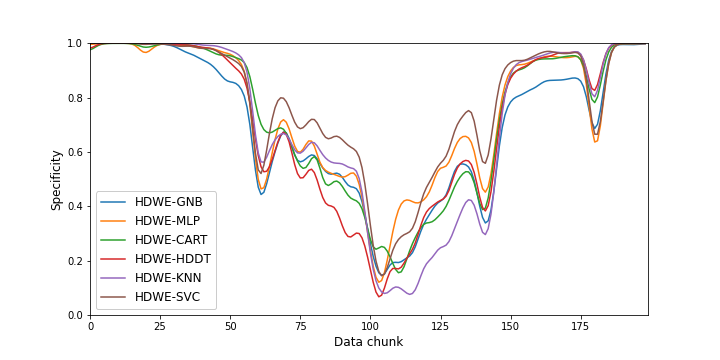 1.0
0.8
0.6
0.4
0.2
0.0
Specificity
HDWE-GNB
HDWE-MLP
HDWE-CART
HDWE-HDDT
HDWE-KNN
HDWE-SVC
0 25 50 75 100 125 150 175
Data chunk